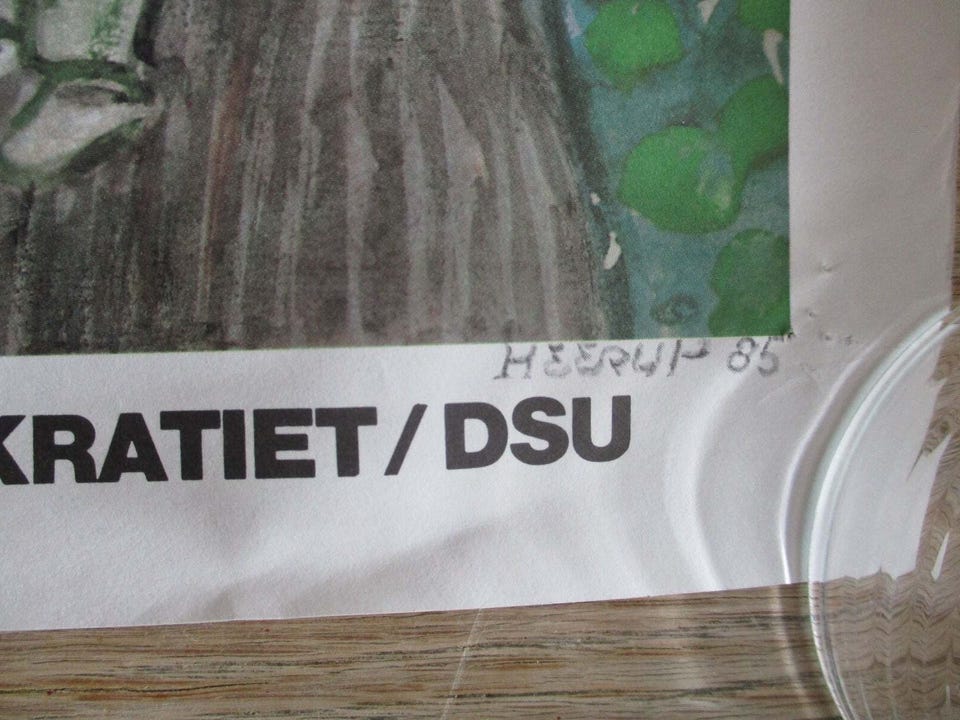 HEERUP 85
KRATIET/DSU